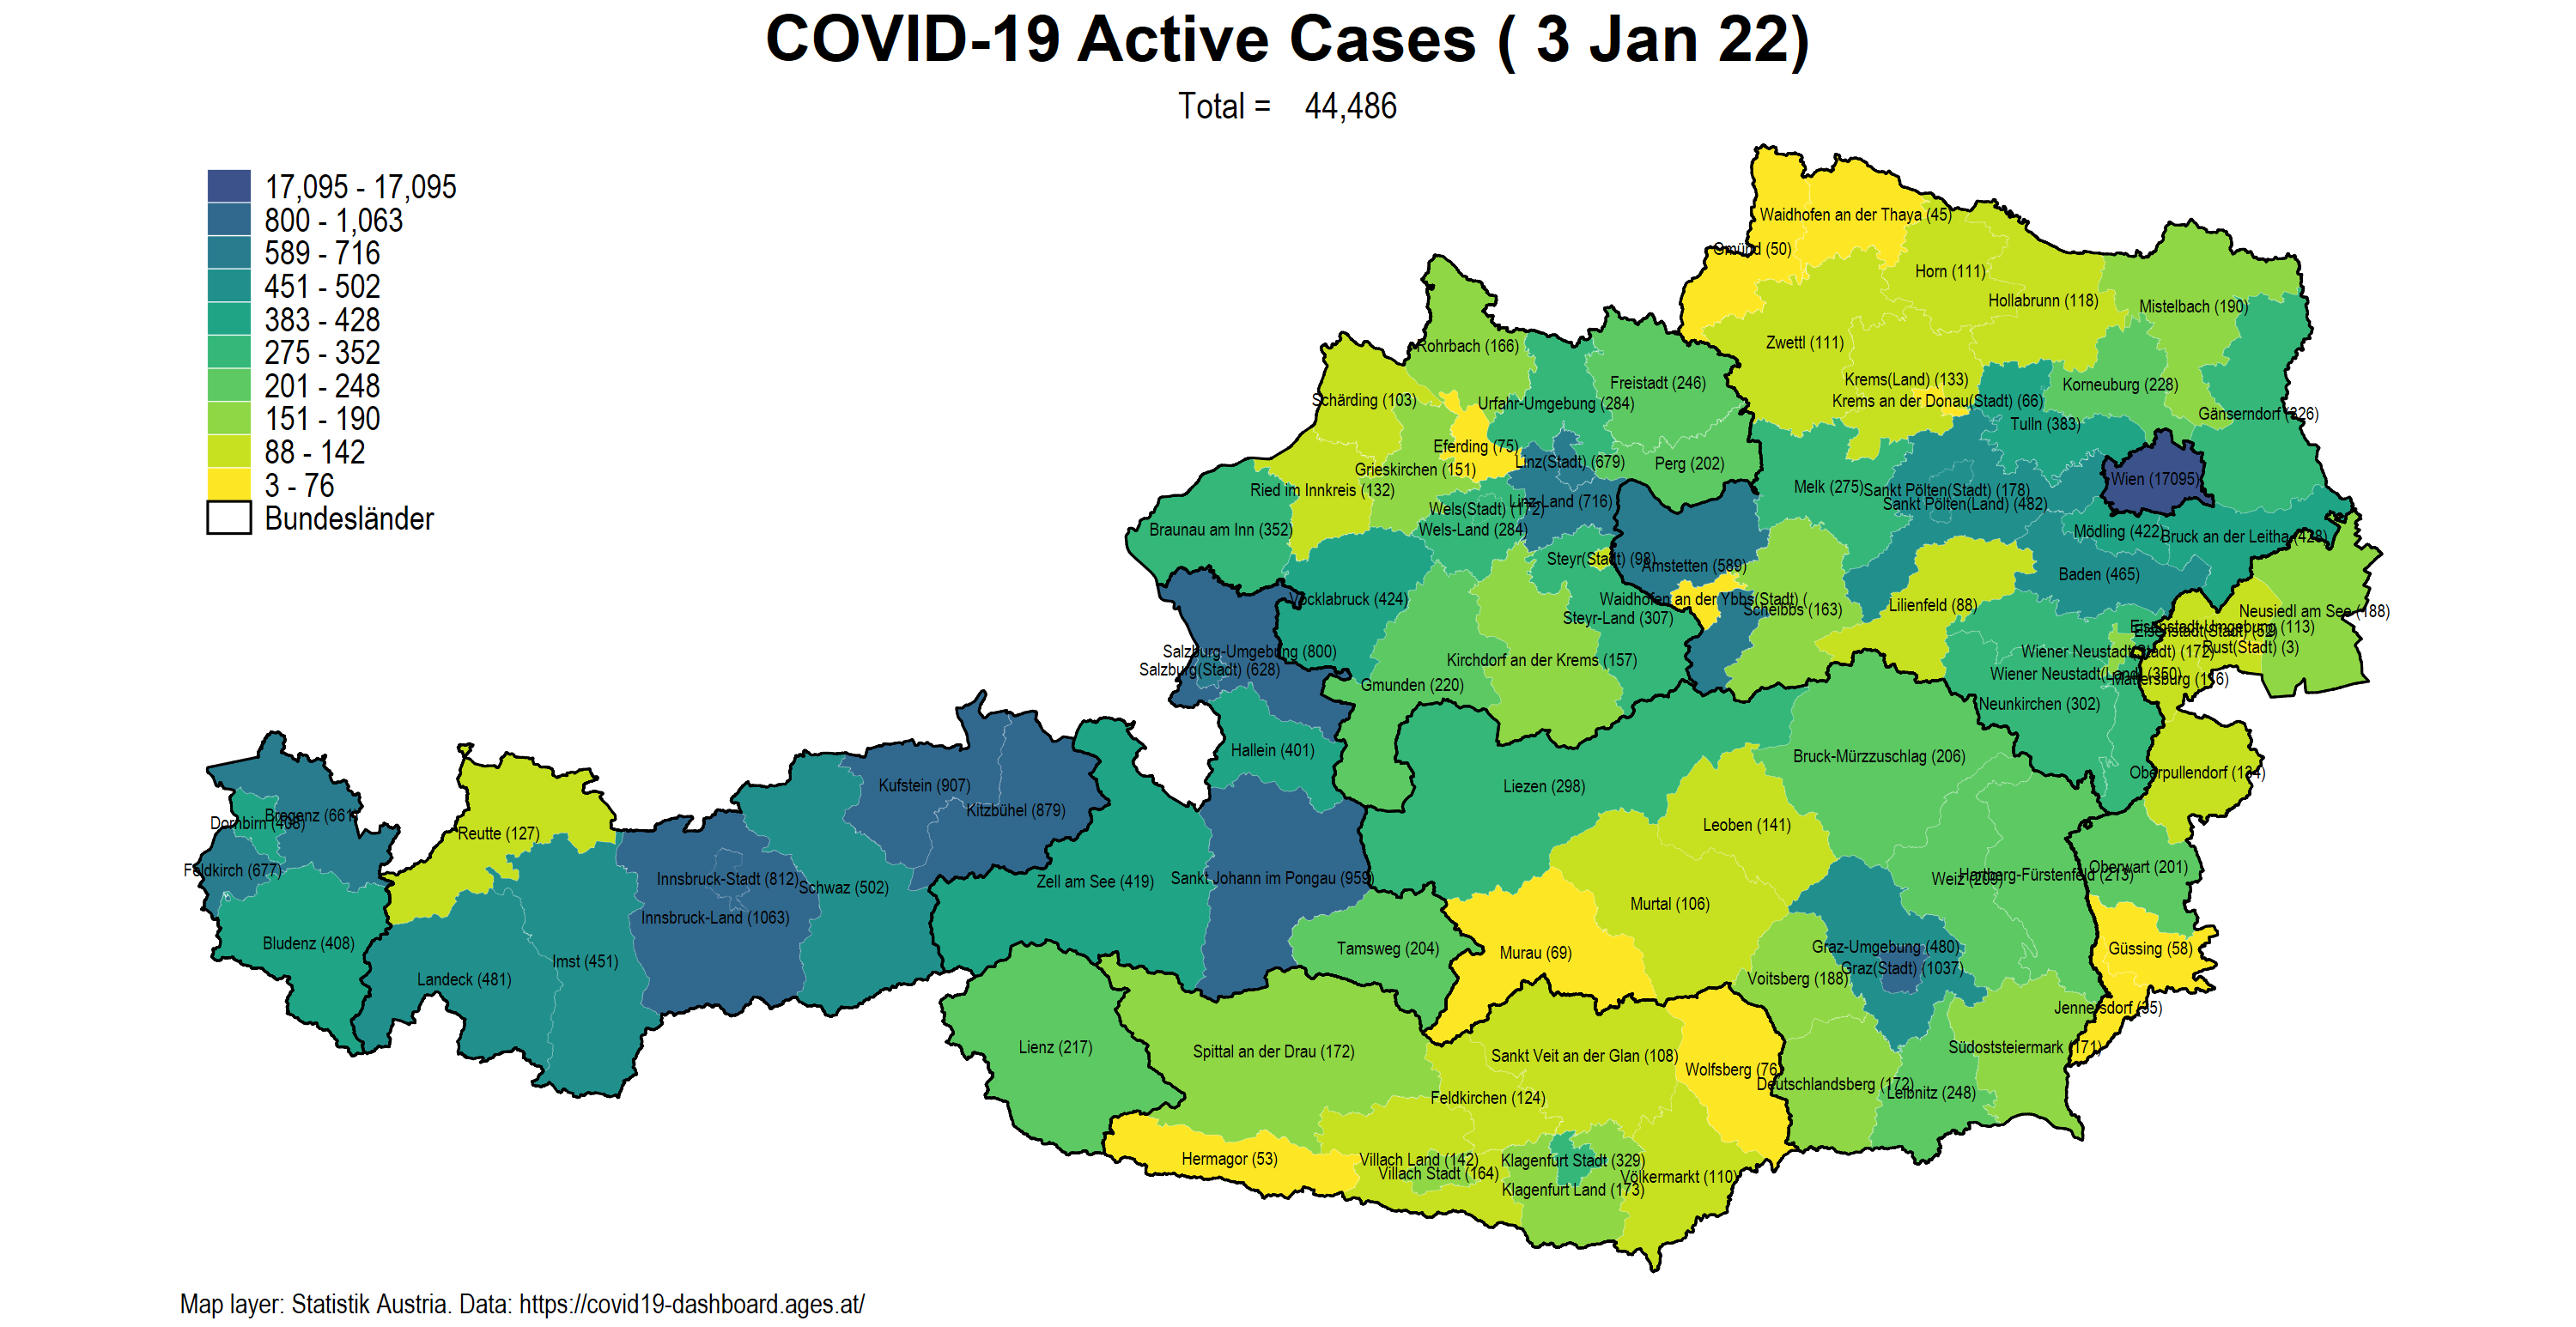 COVID-19 Active Cases ( 3 Jan 22)
Total = 44,486
17,095 - 17,095
800 - 1,063
589 - 716
451 - 502
383 - 428
275 - 352
201 - 248
151 - 190
88 - 142
3 - 76
Bundesländer
Waidhofen an der Thaya (45)
Gmünd (50)
Horn (111)
Hollabrunn (118)
Mistelbach (190)
Zwettl (111)
Rohrbach (166)
Krems(Land) (133)
Freistadt (246)
Korneuburg (228)
Schärding (103)
Urfahr-Umgebung (284)
Krems an der Donau(Stadt) (66)
Gänserndorf (326)
Tulln (383)
Eferding (75)
Linz(Stadt) (679)
Perg (202)
Grieskirchen (151)
Wien (17095)
Ried im Innkreis (132)
Melk (275)
Sankt Pölten(Stadt) (178)
Linz-Land (716)
Sankt Pölten(Land) (482)
Wels(Stadt) (172)
Braunau am Inn (352)
Wels-Land (284)
Mödling (422)
Bruck an der Leitha (428)
Steyr(Stadt) (98)
Amstetten (589)
Baden (465)
Vöcklabruck (424)
Waidhofen an der Ybbs(Stadt) (
Scheibbs (163)
Lilienfeld (88)
Neusiedl am See (188)
Steyr-Land (307)
Eisenstadt-Umgebung (113)
Eisenstadt(Stadt) (52)
Rust(Stadt) (3)
Salzburg-Umgebung (800)
Wiener Neustadt(Stadt) (172)
Kirchdorf an der Krems (157)
Salzburg(Stadt) (628)
Wiener Neustadt(Land) (350)
Mattersburg
Gmunden (220)
Neunkirchen (302)
Hallein (401)
Bruck-Mürzzuschlag (206)
Oberpullendorf (134)
Kufstein (907)
Liezen (298)
Kitzbühel (879)
Bregenz (661)
Dornbirn (408)
Leoben (141)
Reutte (127)
Oberwart (201)
Feldkirch (677)
Hartberg-Fürstenfeld (213)
Weiz
Innsbruck-Stadt (812)
Schwaz (502)
Zell am See (419)
Sankt Johann im Pongau (959)
Murtal (106)
Innsbruck-Land (1063)
Bludenz (408)
Graz-Umgebung (480)
Güssing (58)
Tamsweg (204)
Murau (69)
Imst (451)
Graz(Stadt) (1037)
Landeck (481)
Voitsberg (188)
Jennersdorf (35)
Lienz (217)
Spittal an der Drau (172)
Sankt Veit an der Glan (108)
Südoststeiermark (171)
Wolfsberg (76)
Deutschlandsberg (172)
Leibnitz (248)
Feldkirchen (124)
Hermagor (53)
Villach Land (142)
Klagenfurt Stadt (329)
Villach Stadt (164)
Völkermarkt (110)
Klagenfurt Land (173)
Map layer: Statistik Austria. Data: https://covid19-dashboard.ages.at/